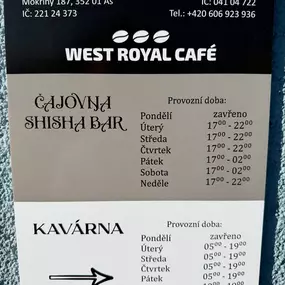 Mokřiny 187, 352 01 Aš
IČ: 221 24 373
IČ: 041 04 722
Tel.: +420 606 923 936
WEST ROYAL CAFÉ
ČAJOVNA
SHISHA BAR
Provozní doba:
Pondělí zavřeno
Úterý 17⁰⁰ - 22⁰⁰
Středa 17⁰⁰ - 22⁰⁰
Čtvrtek 17⁰⁰ - 22⁰⁰
Pátek 17⁰⁰ - 02⁰⁰
Sobota 17⁰⁰ - 02⁰⁰
Neděle 17⁰⁰ - 22⁰⁰
KAVÁRNA
Provozní doba:
Pondělí zavřeno
Úterý 05⁰⁰ - 19⁰⁰
Středa 05⁰⁰ - 19⁰⁰
Čtvrtek 05⁰⁰ - 19⁰⁰
Pátek 05⁰⁰ - 19⁰⁰